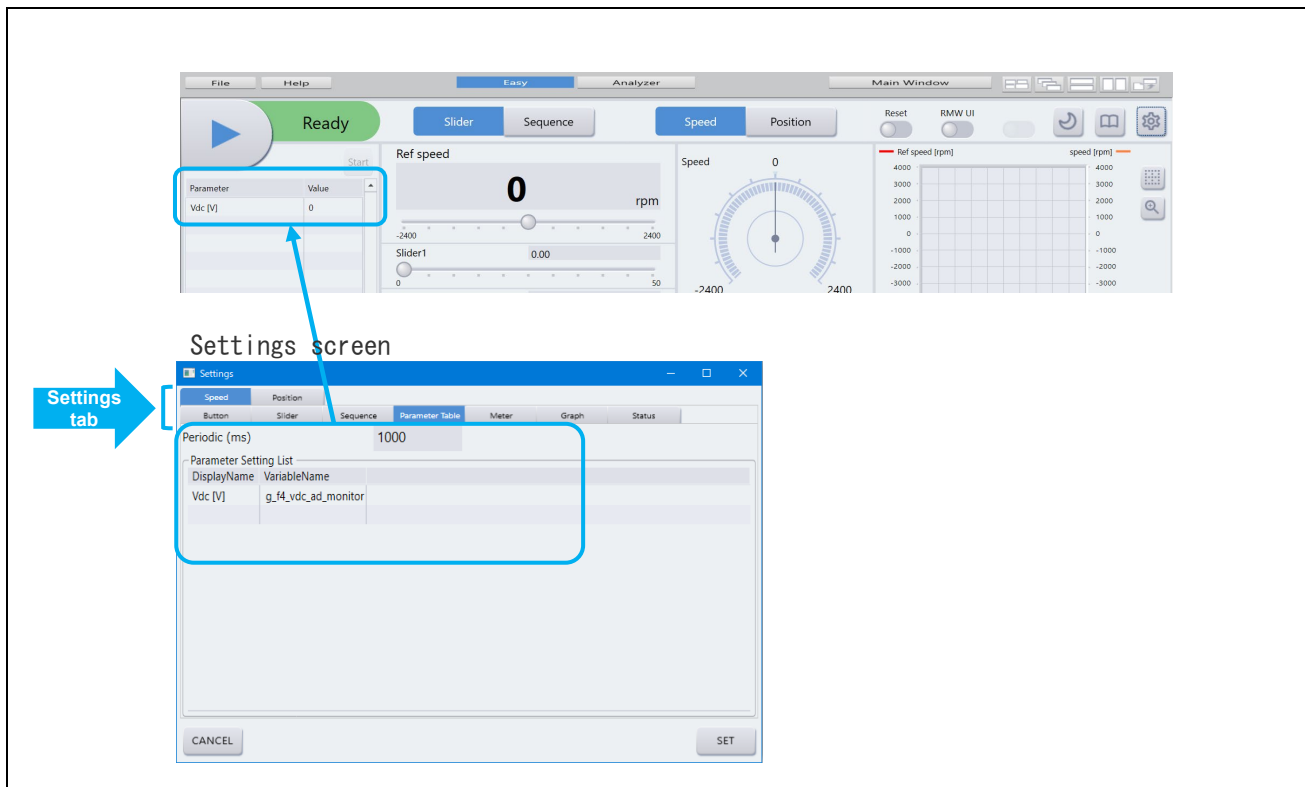 File Help Easy Analyzer Main Window
Ready Slider Sequence Speed Position Reset RMW UI
Start
Parameter Value
Vdc [V] 0
Ref speed
0 rpm
-2400 2400
Slider1 0.00
0 50
Speed 0
-2400 2400
Ref speed [rpm] speed [rpm]
4000 4000
3000 3000
2000 2000
1000 1000
0 0
-1000 -1000
-2000 -2000
-3000 -3000
Settings screen
Settings
tab
Settings
Speed Position
Button Slider Sequence Parameter Table Meter Graph Status
Periodic (ms) 1000
Parameter Setting List
DisplayName VariableName
Vdc [V] g_f4_vdc_ad_monitor
CANCEL SET